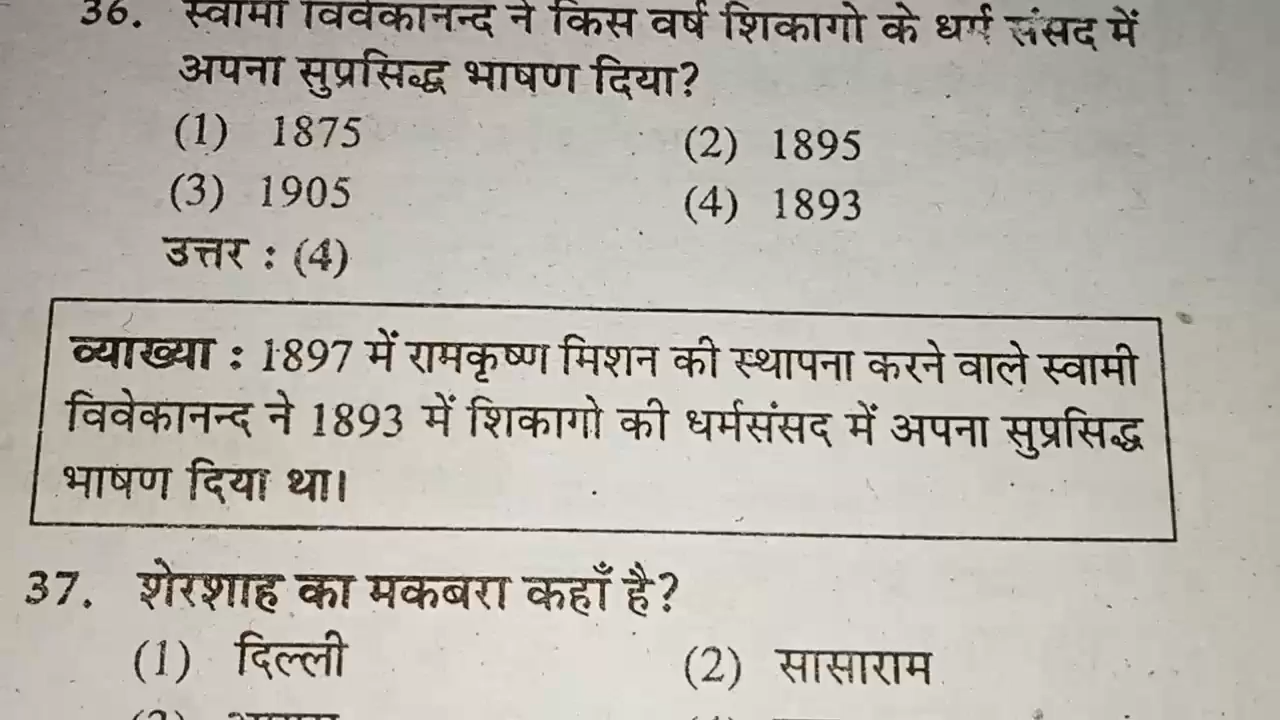 36. स्वामी विवेकानन्द ने किस वर्ष शिकागो के धर्म संसद में
अपना सुप्रसिद्ध भाषण दिया?
(1) 1875 (2) 1895
(3) 1905 (4) 1893
उत्तर : (4)
व्याख्या : 1897 में रामकृष्ण मिशन की स्थापना करने वाले स्वामी
विवेकानन्द ने 1893 में शिकागो की धर्मसंसद में अपना सुप्रसिद्ध
भाषण दिया था।
37. शेरशाह का मकबरा कहाँ है?
(1) दिल्ली (2) सासाराम